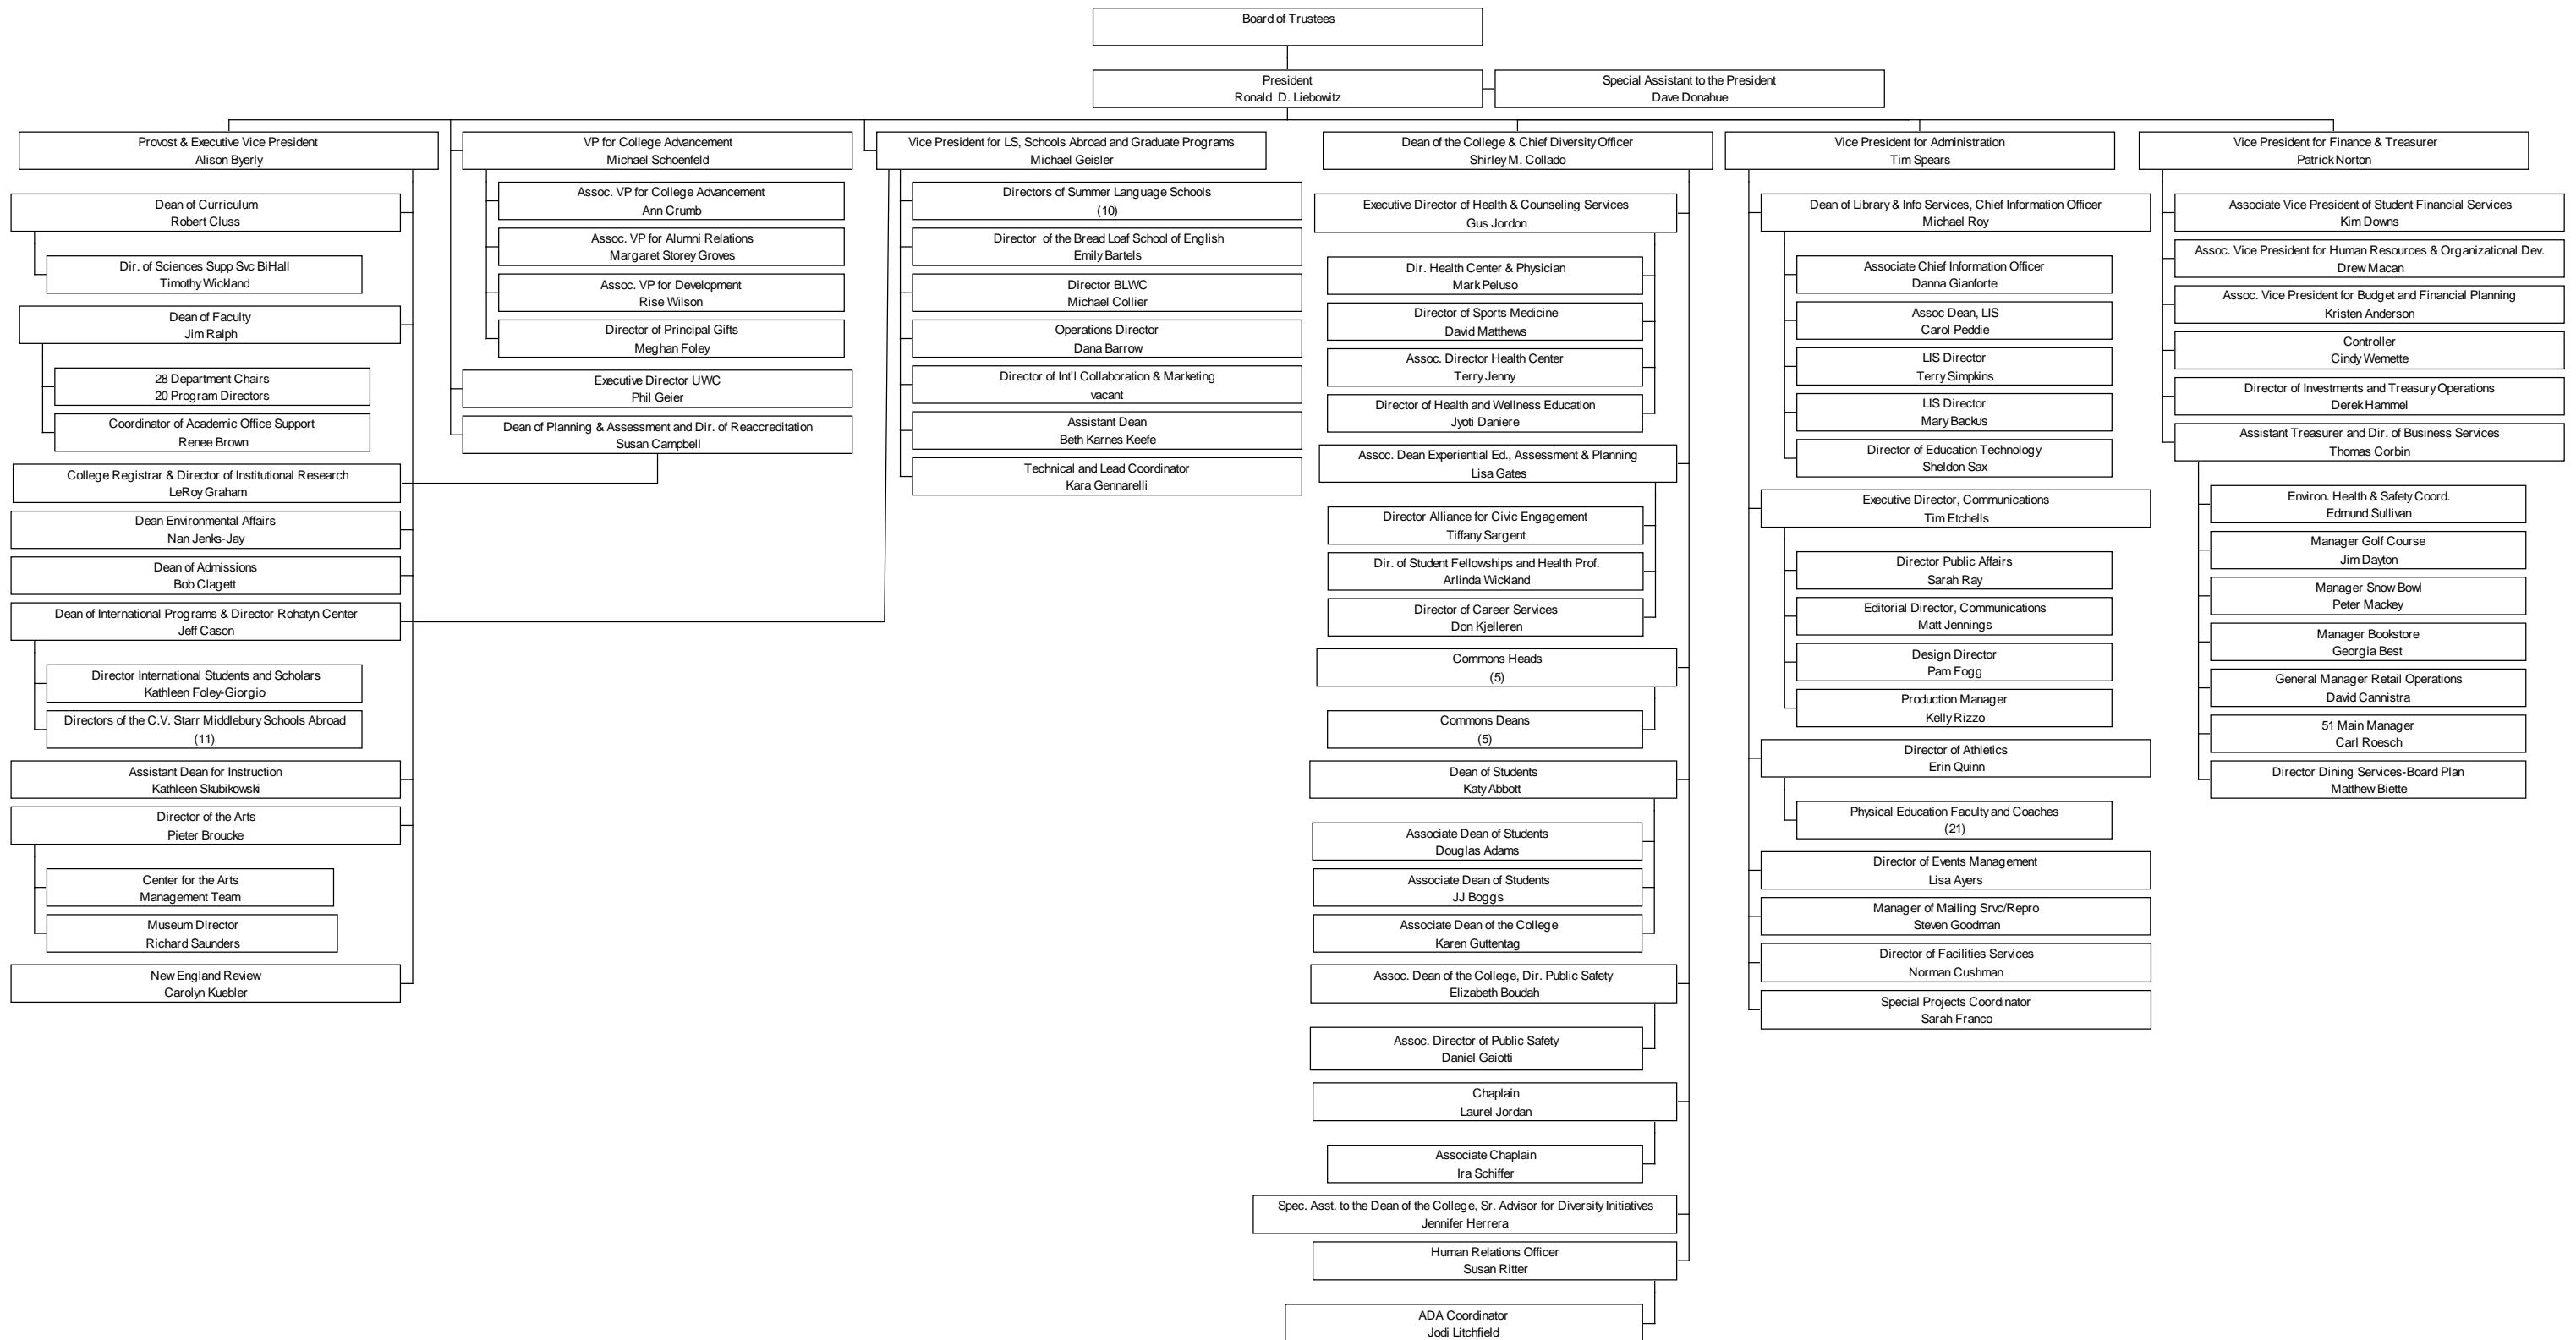 Board of Trustees
President
Ronald D. Liebowitz
Special Assistant to the President
Dave Donahue
Provost & Executive Vice President
Alison Byerly
Dean of Curriculum
Robert Cluss
Dir. of Sciences Supp Svc BiHall
Timothy Wickland
Dean of Faculty
Jim Ralph
28 Department Chairs
20 Program Directors
Coordinator of Academic Office Support
Renee Brown
College Registrar & Director of Institutional Research
LeRoy Graham
Dean Environmental Affairs
Nan Jenks-Jay
Dean of Admissions
Bob Clagett
Dean of International Programs & Director Rohatyn Center
Jeff Cason
Director International Students and Scholars
Kathleen Foley-Giorgio
Directors of the C.V. Starr Middlebury Schools Abroad
(11)
Assistant Dean for Instruction
Kathleen Skubikowski
Director of the Arts
Pieter Broucke
Center for the Arts
Management Team
Museum Director
Richard Saunders
New England Review
Carolyn Kuebler
VP for College Advancement
Michael Schoenfeld
Assoc. VP for College Advancement
Ann Crumb
Assoc. VP for Alumni Relations
Margaret Storey Groves
Assoc. VP for Development
Rise Wilson
Director of Principal Gifts
Meghan Foley
Executive Director UWC
Phil Geier
Dean of Planning & Assessment and Dir. of Reaccreditation
Susan Campbell
Vice President for LS, Schools Abroad and Graduate Programs
Michael Geisler
Directors of Summer Language Schools
(10)
Director of the Bread Loaf School of English
Emily Bartels
Director BLWC
Michael Collier
Operations Director
Dana Barrow
Director of Int'l Collaboration & Marketing
vacant
Assistant Dean
Beth Karnes Keefe
Technical and Lead Coordinator
Kara Gennarelli
Dean of the College & Chief Diversity Officer
Shirley M. Collado
Executive Director of Health & Counseling Services
Gus Jordon
Dir. Health Center & Physician
Mark Peluso
Director of Sports Medicine
David Matthews
Assoc. Director Health Center
Terry Jenny
Director of Health and Wellness Education
Jyoti Daniere
Assoc. Dean Experiential Ed., Assessment & Planning
Lisa Gates
Director Alliance for Civic Engagement
Tiffany Sargent
Dir. of Student Fellowships and Health Prof.
Arlinda Wickland
Director of Career Services
Don Kjelleren
Commons Heads
(5)
Commons Deans
(5)
Dean of Students
Katy Abbott
Associate Dean of Students
Douglas Adams
Associate Dean of Students
JJ Boggs
Associate Dean of the College
Karen Guttentag
Assoc. Dean of the College, Dir. Public Safety
Elizabeth Boudah
Assoc. Director of Public Safety
Daniel Gaiotti
Chaplain
Laurel Jordan
Associate Chaplain
Ira Schiffer
Spec. Asst. to the Dean of the College, Sr. Advisor for Diversity Initiatives
Jennifer Herrera
Human Relations Officer
Susan Ritter
ADA Coordinator
Jodi Litchfield
Vice President for Administration
Tim Spears
Dean of Library & Info Services, Chief Information Officer
Michael Roy
Associate Chief Information Officer
Danna Gianforte
Assoc Dean, LIS
Carol Peddie
LIS Director
Terry Simpkins
LIS Director
Mary Backus
Director of Education Technology
Sheldon Sax
Executive Director, Communications
Tim Etchells
Director Public Affairs
Sarah Ray
Editorial Director, Communications
Matt Jennings
Design Director
Pam Fogg
Production Manager
Kelly Rizzo
Director of Athletics
Erin Quinn
Physical Education Faculty and Coaches
(21)
Director of Events Management
Lisa Ayers
Manager of Mailing Srvc/Repro
Steven Goodman
Director of Facilities Services
Norman Cushman
Special Projects Coordinator
Sarah Franco
Vice President for Finance & Treasurer
Patrick Norton
Associate Vice President of Student Financial Services
Kim Downs
Assoc. Vice President for Human Resources & Organizational Dev.
Drew Macan
Assoc. Vice President for Budget and Financial Planning
Kristen Anderson
Controller
Cindy Wemette
Director of Investments and Treasury Operations
Derek Hammel
Assistant Treasurer and Dir. of Business Services
Thomas Corbin
Environ. Health & Safety Coord.
Edmund Sullivan
Manager Golf Course
Jim Dayton
Manager Snow Bowl
Peter Mackey
Manager Bookstore
Georgia Best
General Manager Retail Operations
David Cannistra
51 Main Manager
Carl Roesch
Director Dining Services-Board Plan
Matthew Biette